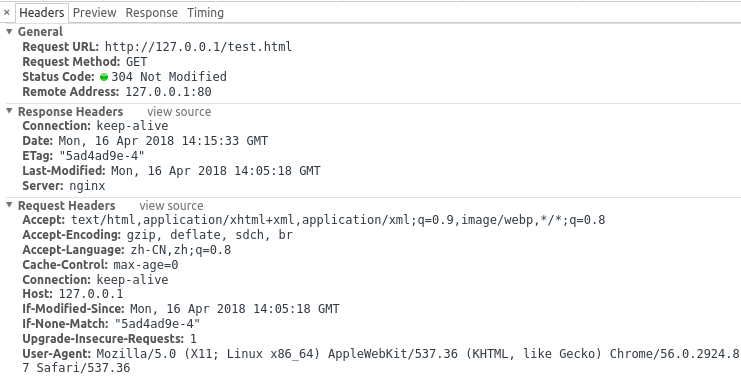 × Headers Preview Response Timing
▼ General
Request URL: http://127.0.0.1/test.html
Request Method: GET
Status Code: 304 Not Modified
Remote Address: 127.0.0.1:80
▼ Response Headers view source
Connection: keep-alive
Date: Mon, 16 Apr 2018 14:15:33 GMT
ETag: "5ad4ad9e-4"
Last-Modified: Mon, 16 Apr 2018 14:05:18 GMT
Server: nginx
▼ Request Headers view source
Accept: text/html,application/xhtml+xml,application/xml;q=0.9,image/webp,*/*;q=0.8
Accept-Encoding: gzip, deflate, sdch, br
Accept-Language: zh-CN,zh;q=0.8
Cache-Control: max-age=0
Connection: keep-alive
Host: 127.0.0.1
If-Modified-Since: Mon, 16 Apr 2018 14:05:18 GMT
If-None-Match: "5ad4ad9e-4"
Upgrade-Insecure-Requests: 1
User-Agent: Mozilla/5.0 (X11; Linux x86_64) AppleWebKit/537.36 (KHTML, like Gecko) Chrome/56.0.2924.8
7 Safari/537.36